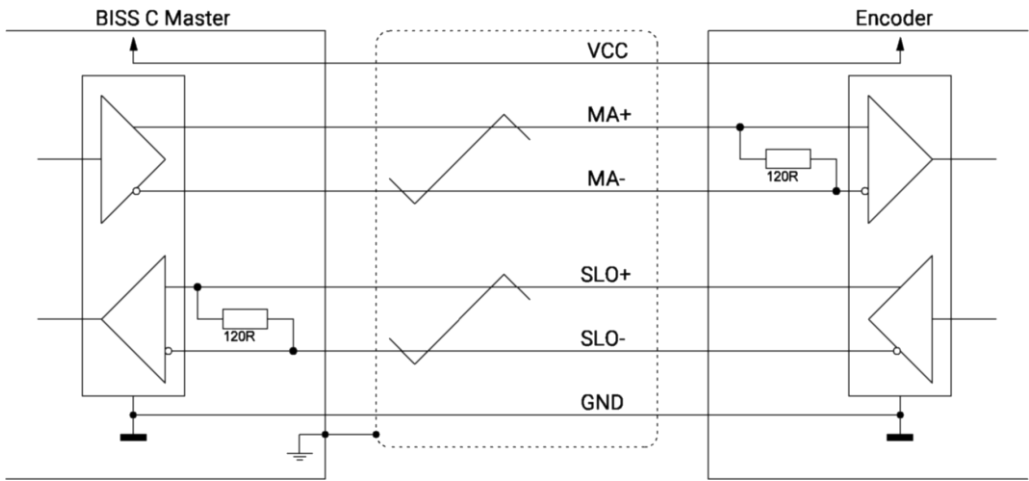 BISS C Master
Encoder
VCC
MA+
120R
MA-
SLO+
120R
SLO-
GND